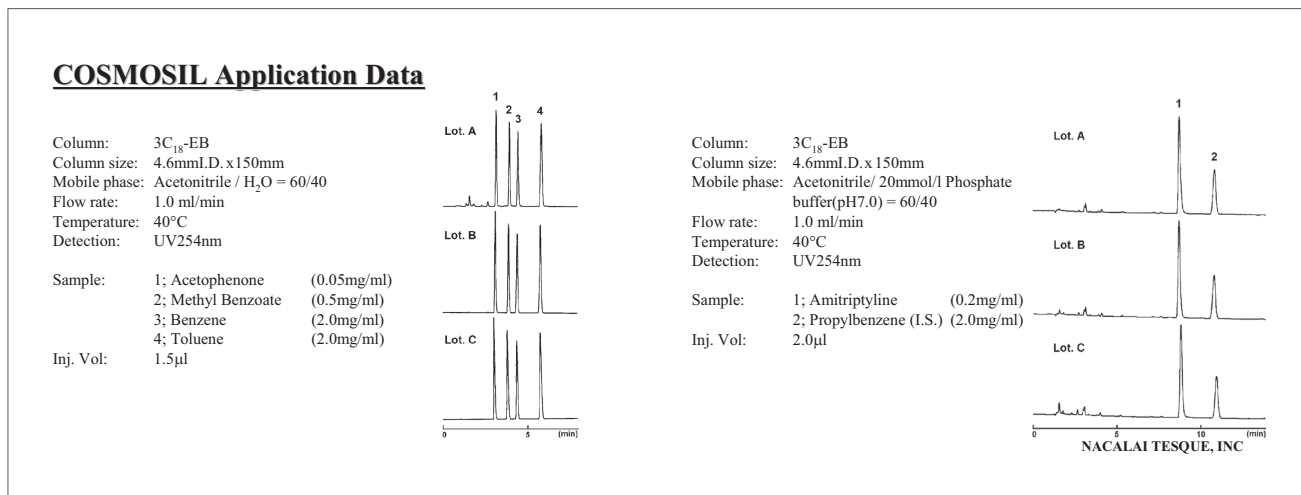 COSMOSIL Application Data
Column: 3C₁₈-EB
Column size: 4.6mmI.D. x 150mm
Mobile phase: Acetonitrile / H₂O = 60/40
Flow rate: 1.0 ml/min
Temperature: 40°C
Detection: UV254nm
Sample: 1; Acetophenone (0.05mg/ml)
2; Methyl Benzoate (0.5mg/ml)
3; Benzene (2.0mg/ml)
4; Toluene (2.0mg/ml)
Inj. Vol: 1.5μl
1 2 3 4
Lot. A
Lot. B
Lot. C
0 5 (min)
Column: 3C₁₈-EB
Column size: 4.6mmI.D. x 150mm
Mobile phase: Acetonitrile/ 20mmol/l Phosphate
buffer(pH7.0) = 60/40
Flow rate: 1.0 ml/min
Temperature: 40°C
Detection: UV254nm
Sample: 1; Amitriptyline (0.2mg/ml)
2; Propylbenzene (I.S.) (2.0mg/ml)
Inj. Vol: 2.0μl
1 2
Lot. A
Lot. B
Lot. C
0 5 10 (min)
NACALAI TESQUE, INC